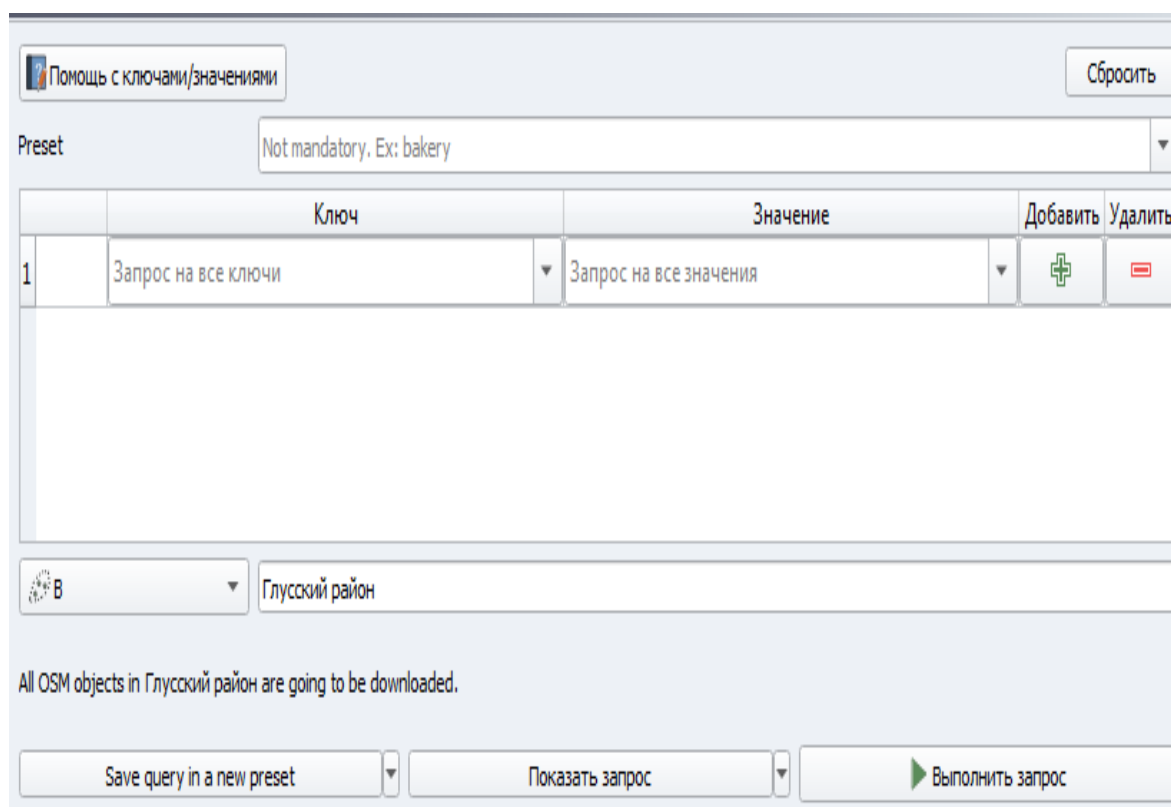 Помощь с ключами/значениями
Сбросить
Preset
Not mandatory. Ex: bakery
Ключ Значение Добавить Удалить
1 Запрос на все ключи Запрос на все значения
В Глусский район
All OSM objects in Глусский район are going to be downloaded.
Save query in a new preset Показать запрос Выполнить запрос